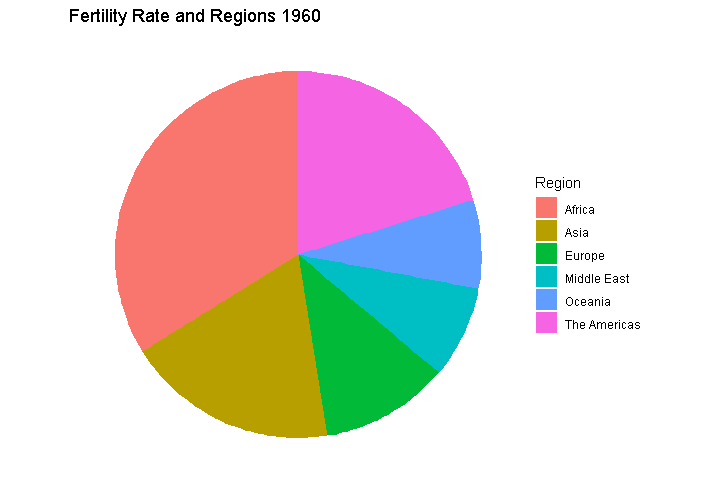 Fertility Rate and Regions 1960
Region
Africa
Asia
Europe
Middle East
Oceania
The Americas